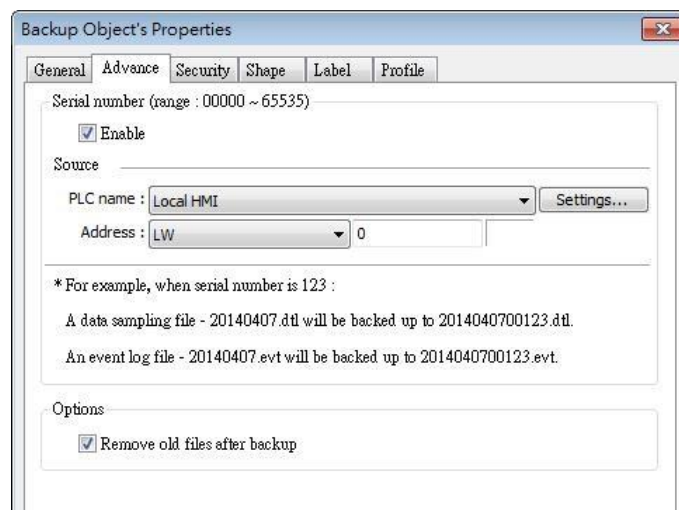 Backup Object's Properties
General Advance Security Shape Label Profile
Serial number (range : 00000 ~ 65535)
Enable
Source
PLC name : Local HMI Settings...
Address : LW 0
* For example, when serial number is 123 :
A data sampling file - 20140407.dtl will be backed up to 2014040700123.dtl.
An event log file - 20140407.evt will be backed up to 2014040700123.evt.
Options
Remove old files after backup